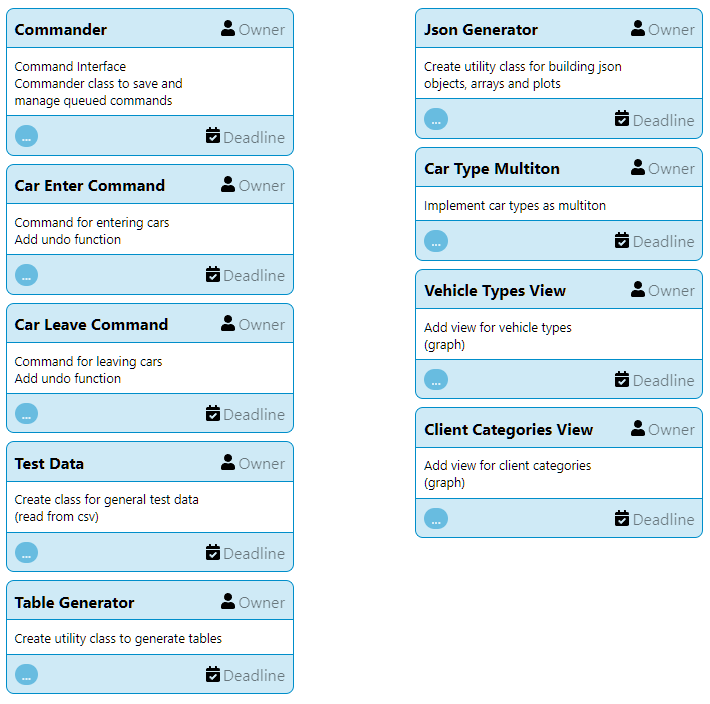 Commander Owner
Command Interface
Commander class to save and
manage queued commands
... Deadline
Car Enter Command Owner
Command for entering cars
Add undo function
... Deadline
Car Leave Command Owner
Command for leaving cars
Add undo function
... Deadline
Test Data Owner
Create class for general test data
(read from csv)
... Deadline
Table Generator Owner
Create utility class to generate tables
... Deadline
Json Generator Owner
Create utility class for building json
objects, arrays and plots
... Deadline
Car Type Multiton Owner
Implement car types as multiton
... Deadline
Vehicle Types View Owner
Add view for vehicle types
(graph)
... Deadline
Client Categories View Owner
Add view for client categories
(graph)
... Deadline